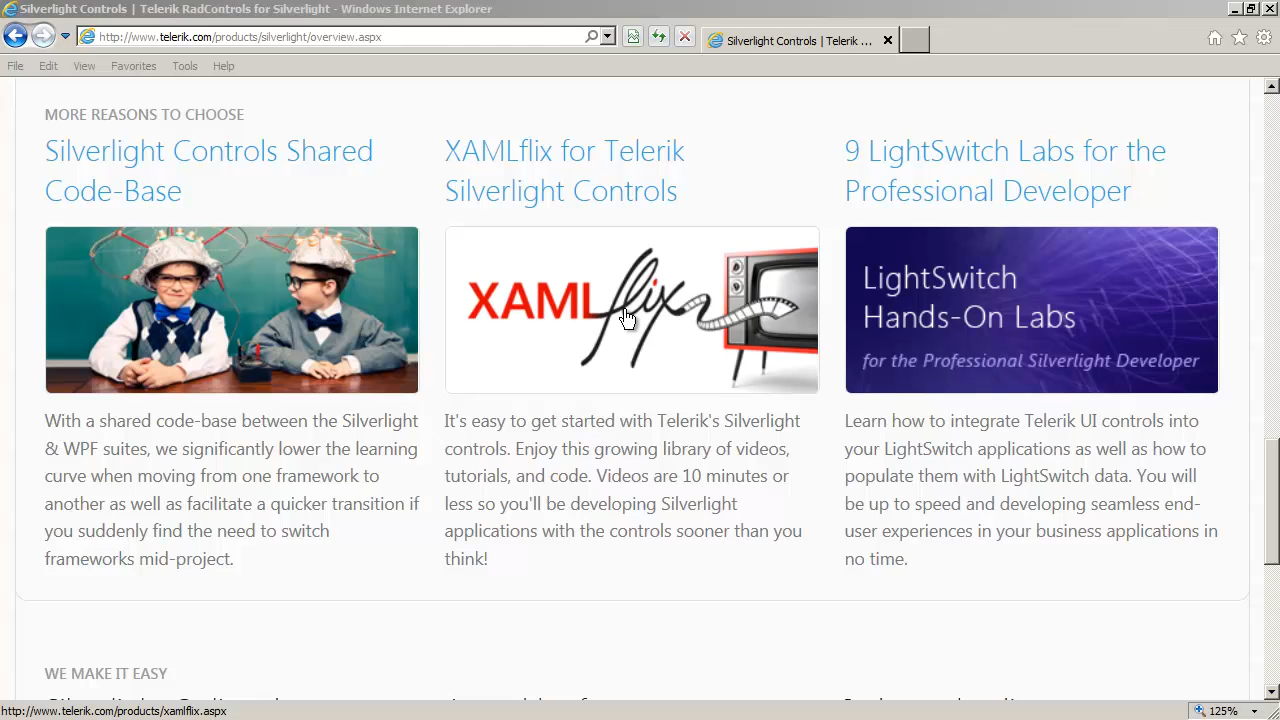 Silverlight Controls | Telerik RadControls for Silverlight - Windows Internet Explorer
http://www.telerik.com/products/silverlight/overview.aspx
Silverlight Controls | Telerik ...
File Edit View Favorites Tools Help
MORE REASONS TO CHOOSE
Silverlight Controls Shared
Code-Base
With a shared code-base between the Silverlight
& WPF suites, we significantly lower the learning
curve when moving from one framework to
another as well as facilitate a quicker transition if
you suddenly find the need to switch
frameworks mid-project.
XAMLflix for Telerik
Silverlight Controls
XAMLflix
It's easy to get started with Telerik's Silverlight
controls. Enjoy this growing library of videos,
tutorials, and code. Videos are 10 minutes or
less so you'll be developing Silverlight
applications with the controls sooner than you
think!
9 LightSwitch Labs for the
Professional Developer
LightSwitch
Hands-On Labs
for the Professional Silverlight Developer
Learn how to integrate Telerik UI controls into
your LightSwitch applications as well as how to
populate them with LightSwitch data. You will
be up to speed and developing seamless end-
user experiences in your business applications in
no time.
WE MAKE IT EASY
http://www.telerik.com/products/xamlflix.aspx
125%